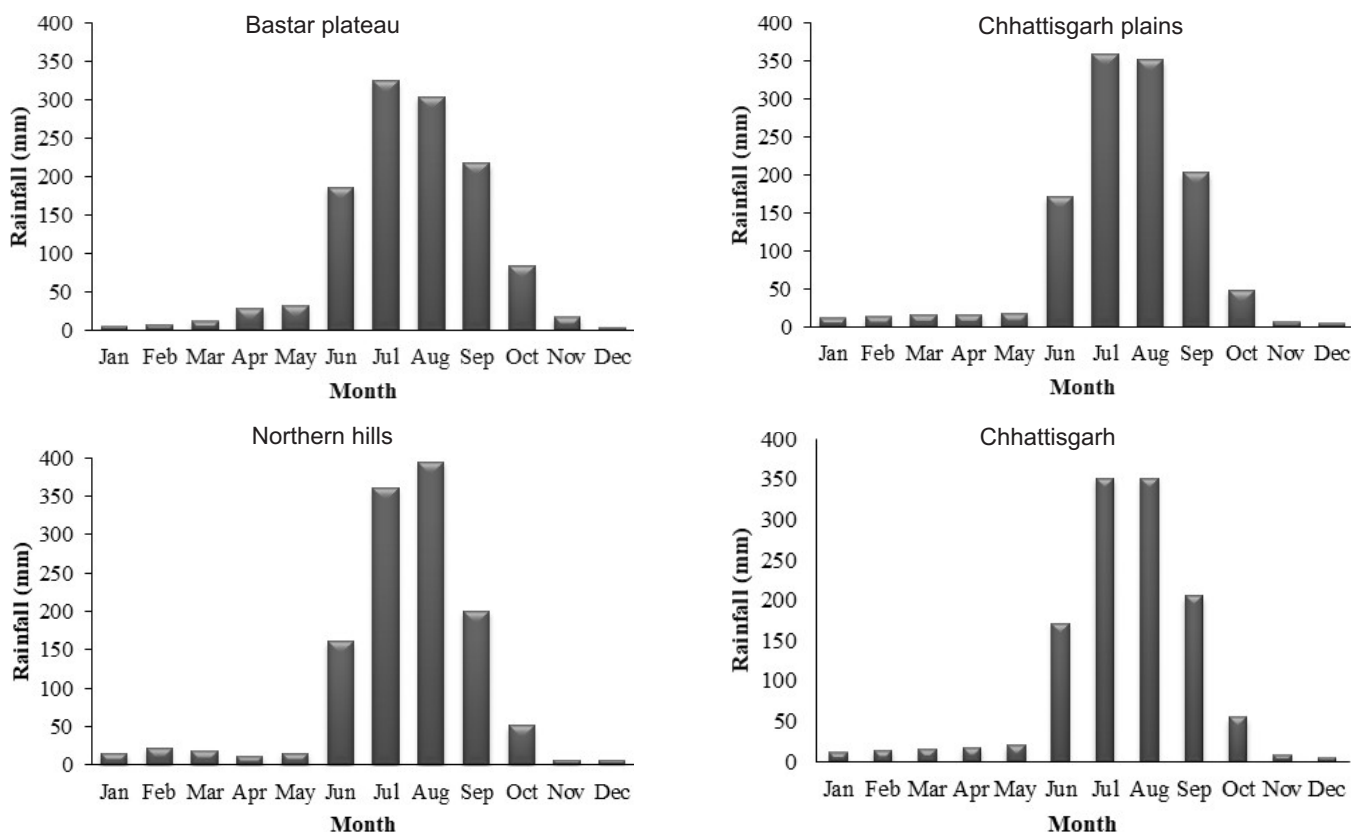 Bastar plateau
400
350
300
250
200
150
100
50
0
Rainfall (mm)
Jan Feb Mar Apr May Jun Jul Aug Sep Oct Nov Dec
Month
Chhattisgarh plains
400
350
300
250
200
150
100
50
0
Rainfall (mm)
Jan Feb Mar Apr May Jun Jul Aug Sep Oct Nov Dec
Month
Northern hills
400
350
300
250
200
150
100
50
0
Rainfall (mm)
Jan Feb Mar Apr May Jun Jul Aug Sep Oct Nov Dec
Month
Chhattisgarh
400
350
300
250
200
150
100
50
0
Rainfall (mm)
Jan Feb Mar Apr May Jun Jul Aug Sep Oct Nov Dec
Month